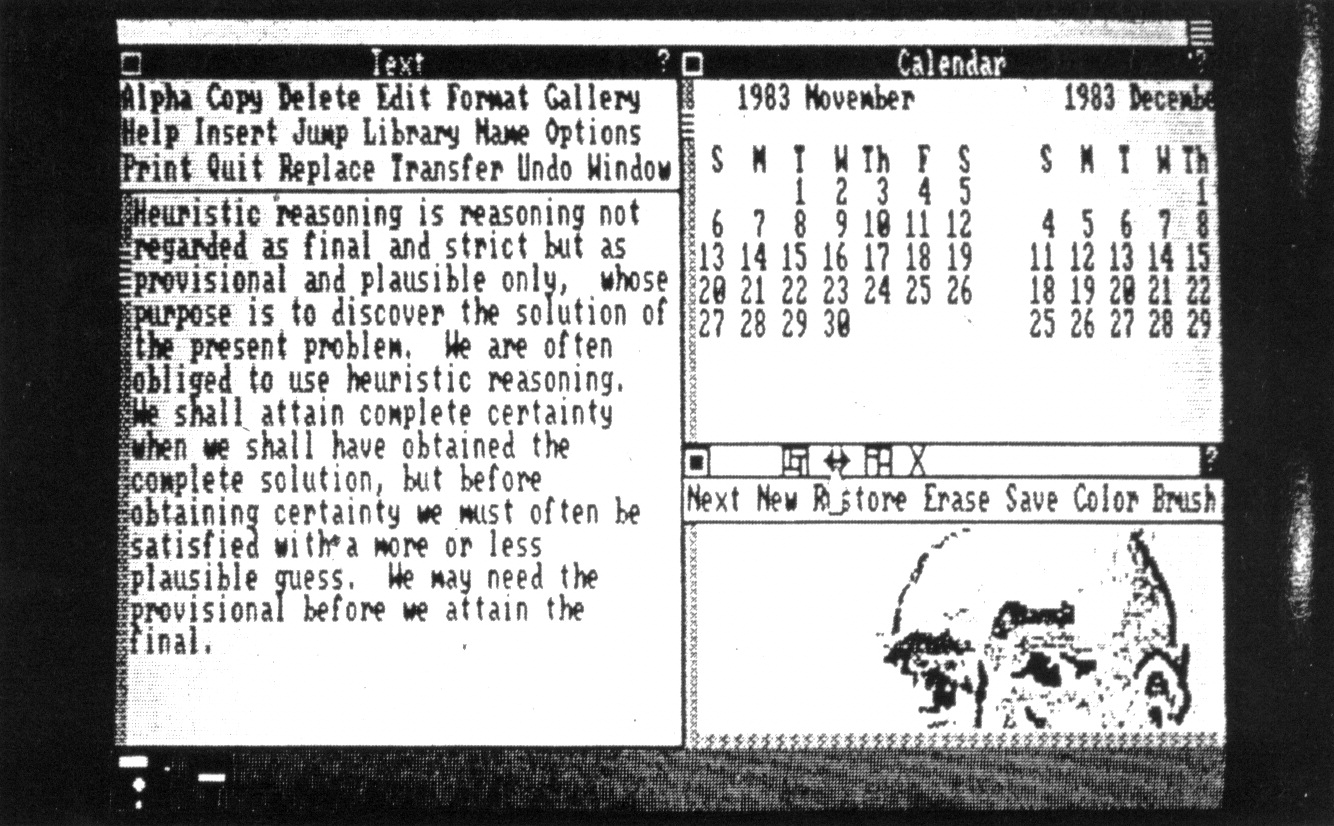 Text ?
Alpha Copy Delete Edit Format Gallery
Help Insert Jump Library Name Options
Print Quit Replace Transfer Undo Window
Heuristic reasoning is reasoning not
regarded as final and strict but as
provisional and plausible only, whose
purpose is to discover the solution of
the present problem. We are often
obliged to use heuristic reasoning.
We shall attain complete certainty
when we shall have obtained the
complete solution, but before
obtaining certainty we must often be
satisfied with a more or less
plausible guess. We may need the
provisional before we attain the
final.
Calendar ?
1983 November 1983 Decembe
S M T W Th F S S M T W Th
1 2 3 4 5 1
6 7 8 9 10 11 12 4 5 6 7 8
13 14 15 16 17 18 19 11 12 13 14 15
20 21 22 23 24 25 26 18 19 20 21 22
27 28 29 30 25 26 27 28 29
?
Next New Restore Erase Save Color Brush